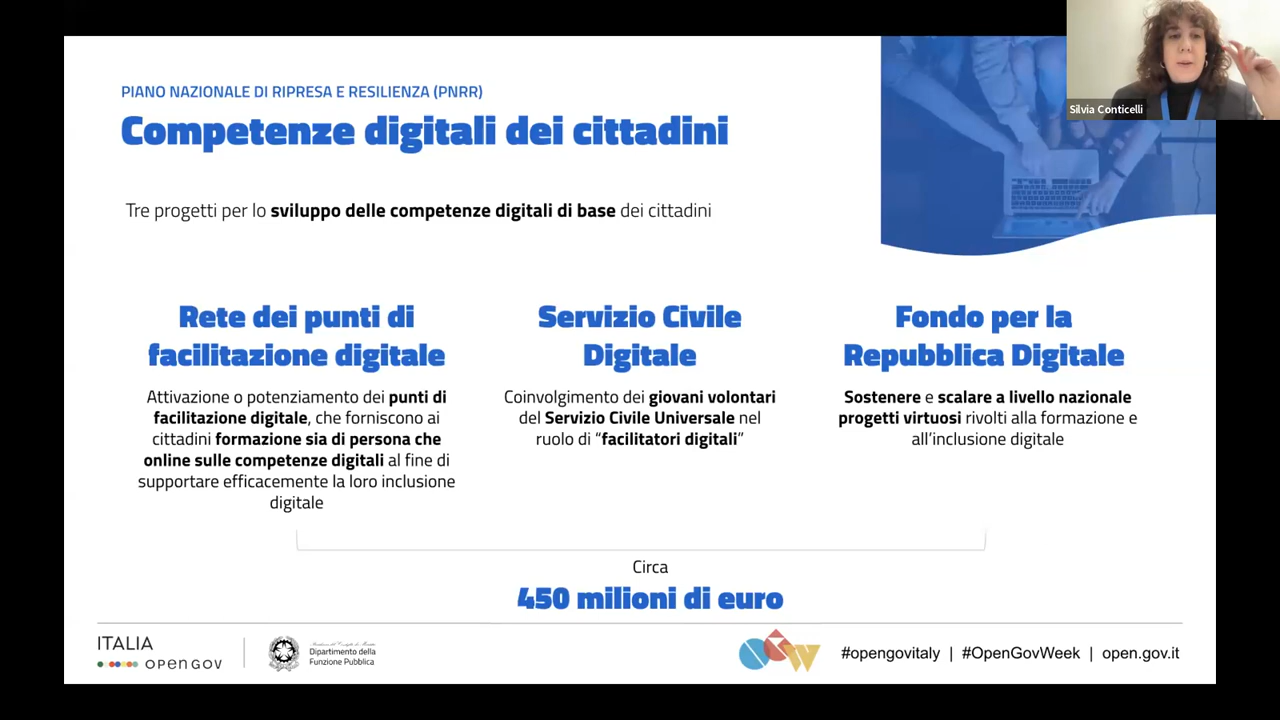 Silvia Conticelli
PIANO NAZIONALE DI RIPRESA E RESILIENZA (PNRR)
Competenze digitali dei cittadini
Tre progetti per lo sviluppo delle competenze digitali di base dei cittadini
Rete dei punti di
facilitazione digitale
Attivazione o potenziamento dei punti di
facilitazione digitale, che forniscono ai
cittadini formazione sia di persona che
online sulle competenze digitali al fine di
supportare efficacemente la loro inclusione
digitale
Servizio Civile
Digitale
Coinvolgimento dei giovani volontari
del Servizio Civile Universale nel
ruolo di “facilitatori digitali”
Fondo per la
Repubblica Digitale
Sostenere e scalare a livello nazionale
progetti virtuosi rivolti alla formazione e
all’inclusione digitale
Circa
450 milioni di euro
ITALIA
OPENGOV
Dipartimento della
Funzione Pubblica
OGW
#opengovitaly | #OpenGovWeek | open.gov.it